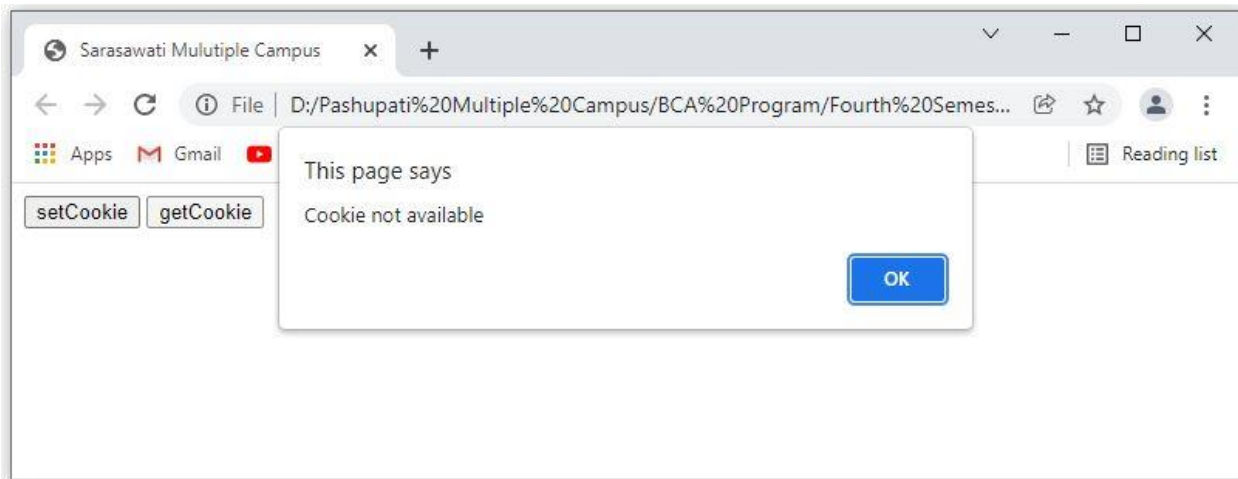 Sarasawati Mulutiple Campus
File | D:/Pashupati%20Multiple%20Campus/BCA%20Program/Fourth%20Semes...
Apps Gmail Reading list
This page says
setCookie getCookie Cookie not available
OK